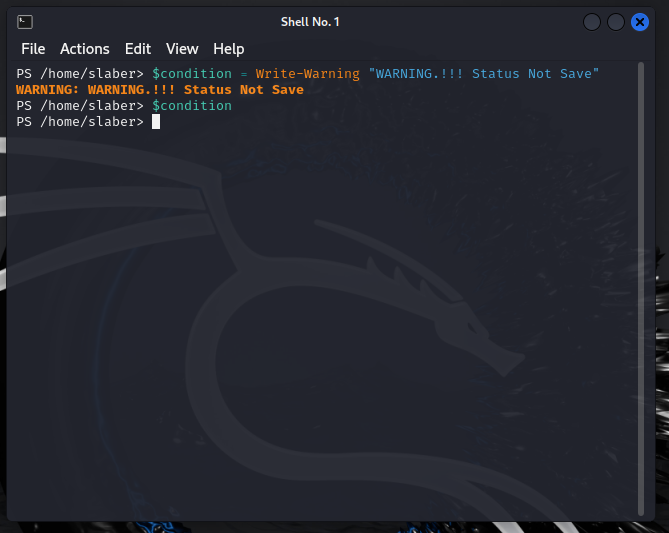 Shell No. 1
File Actions Edit View Help
PS /home/slaber> $condition = Write-Warning "WARNING.!!! Status Not Save"
WARNING: WARNING.!!! Status Not Save
PS /home/slaber> $condition
PS /home/slaber>